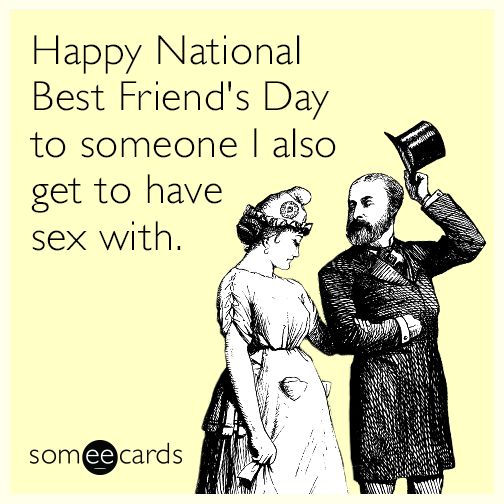 Happy National
Best Friend's Day
to someone I also
get to have
sex with.
someecards